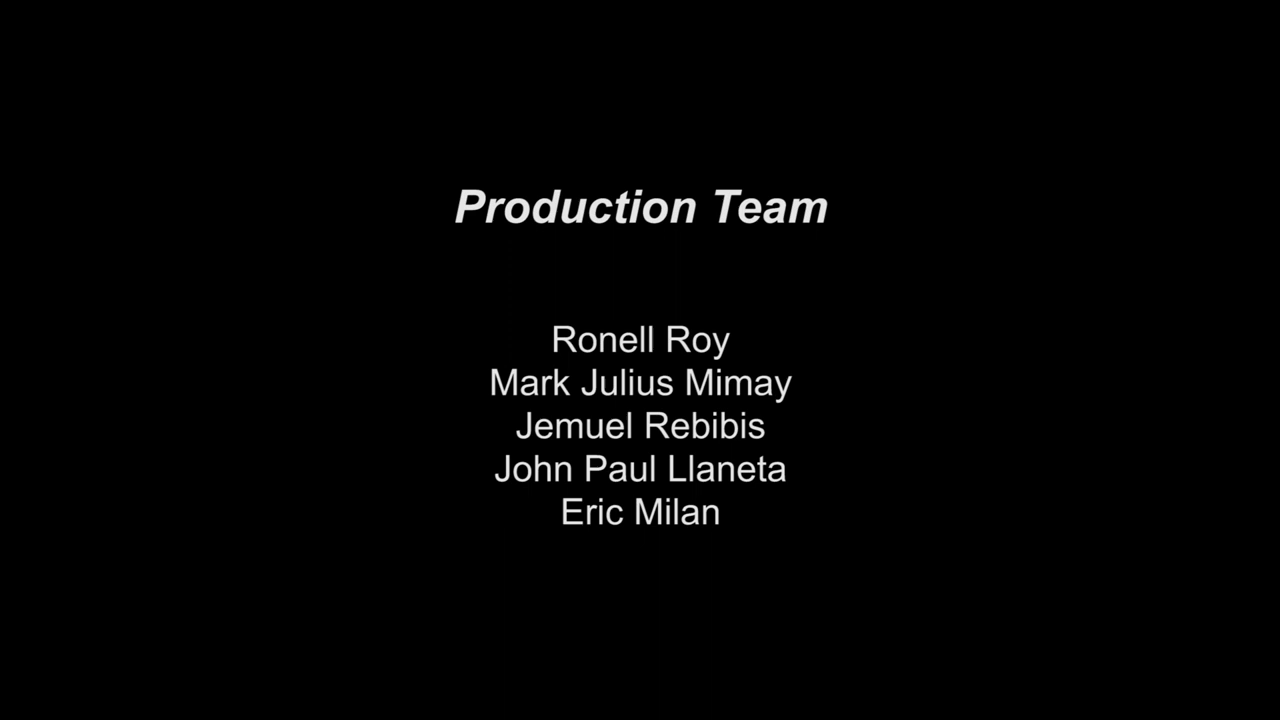 Production Team
Ronell Roy
Mark Julius Mimay
Jemuel Rebibis
John Paul Llaneta
Eric Milan